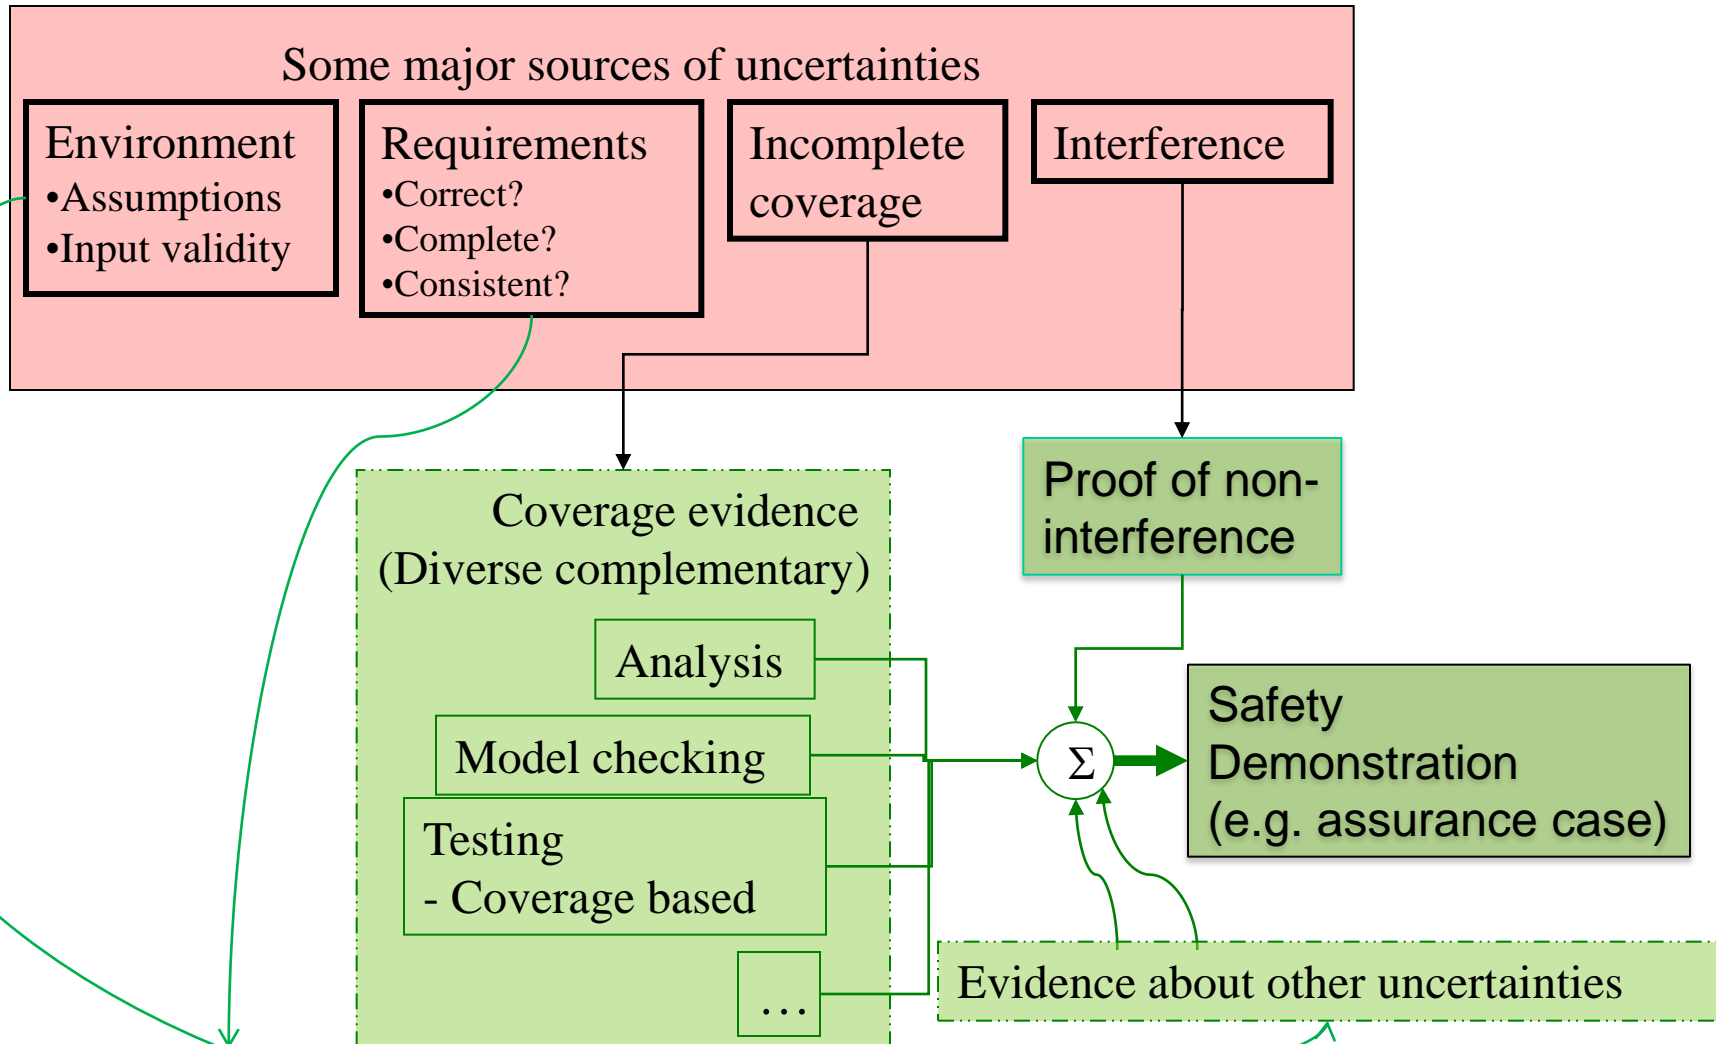 Some major sources of uncertainties
Environment
•Assumptions
•Input validity
Requirements
•Correct?
•Complete?
•Consistent?
Incomplete
coverage
Interference
Coverage evidence
(Diverse complementary)
Analysis
Model checking
Testing
- Coverage based
…
Proof of non-
interference
Σ
Safety
Demonstration
(e.g. assurance case)
Evidence about other uncertainties